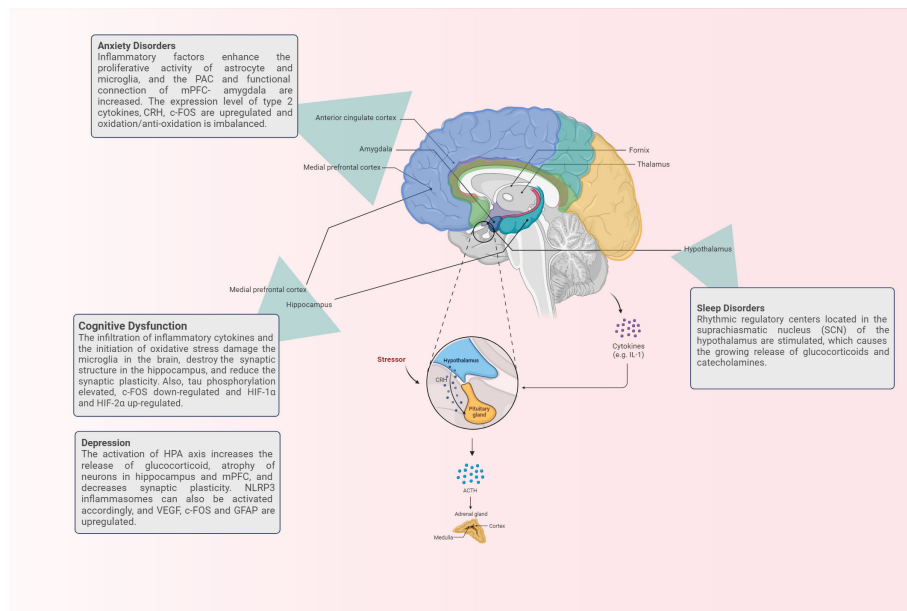 Anxiety Disorders
Inflammatory factors enhance the
proliferative activity of astrocyte and
microglia, and the PAC and functional
connection of mPFC- amygdala are
increased. The expression level of type 2
cytokines, CRH, c-FOS are upregulated and
oxidation/anti-oxidation is imbalanced.
Anterior cingulate cortex
Amygdala
Medial prefrontal cortex
Fornix
Thalamus
Hypothalamus
Medial prefrontal cortex
Hippocampus
Cognitive Dysfunction
The infiltration of inflammatory cytokines and
the initiation of oxidative stress damage the
microglia in the brain, destroy the synaptic
structure in the hippocampus, and reduce the
synaptic plasticity. Also, tau phosphorylation
elevated, c-FOS down-regulated and HIF-1α
and HIF-2α up-regulated.
Sleep Disorders
Rhythmic regulatory centers located in the
suprachiasmatic nucleus (SCN) of the
hypothalamus are stimulated, which causes
the growing release of glucocorticoids and
catecholamines.
Cytokines
(e.g. IL-1)
Stressor
Hypothalamus
CRH
Pituitary
gland
Depression
The activation of HPA axis increases the
release of glucocorticoid, atrophy of
neurons in hippocampus and mPFC, and
decreases synaptic plasticity. NLRP3
inflammasomes can also be activated
accordingly, and VEGF, c-FOS and GFAP are
upregulated.
ACTH
Adrenal gland
Cortex
Medulla